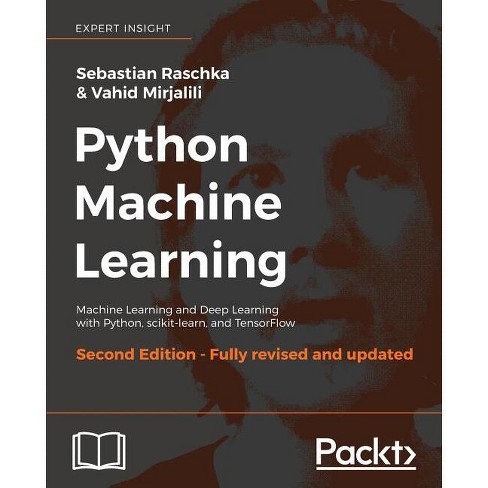 EXPERT INSIGHT
Sebastian Raschka
& Vahid Mirjalili
Python
Machine
Learning
Machine Learning and Deep Learning
with Python, scikit-learn, and TensorFlow
Second Edition - Fully revised and updated
Packt>